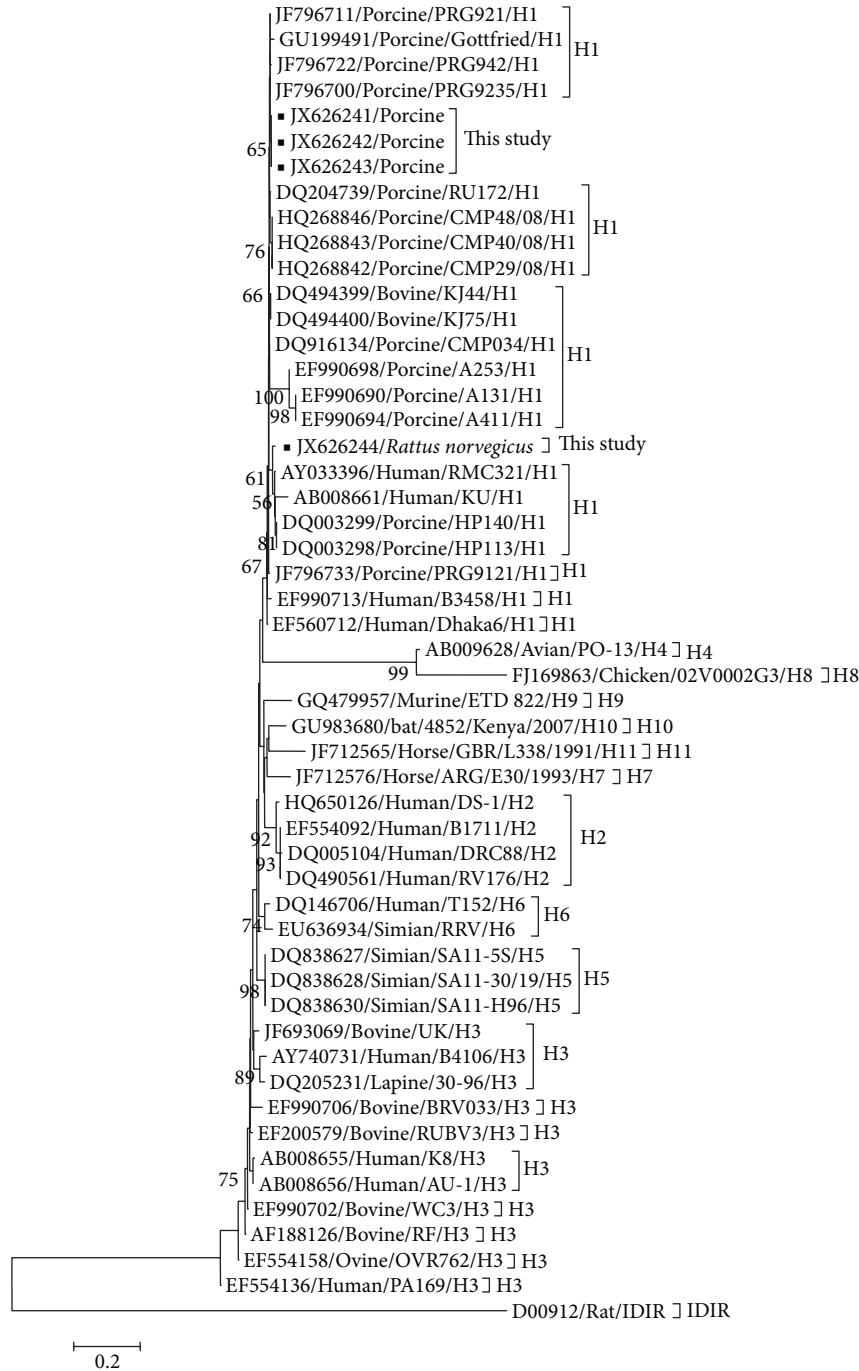 JF796711/Porcine/PRG921/H1
GU199491/Porcine/Gottfried/H1
H1
JF796722/Porcine/PRG942/H1
JF796700/Porcine/PRG9235/H1
JX626241/Porcine
JX626242/Porcine
This study
65
JX626243/Porcine
DQ204739/Porcine/RU172/H1
HQ268846/Porcine/CMP48/08/H1
H1
HQ268843/Porcine/CMP40/08/H1
76
HQ268842/Porcine/CMP29/08/H1
66
DQ494399/Bovine/KJ44/H1
DQ494400/Bovine/KJ75/H1
DQ916134/Porcine/CMP034/H1
H1
EF990698/Porcine/A253/H1
100
EF990690/Porcine/A131/H1
98
EF990694/Porcine/A411/H1
JX626244/Rattus norvegicus
This study
61
AY033396/Human/RMC321/H1
56
AB008661/Human/KU/H1
H1
DQ003299/Porcine/HP140/H1
81
DQ003298/Porcine/HP113/H1
67
JF796733/Porcine/PRG9121/H1
H1
EF990713/Human/B3458/H1
H1
EF560712/Human/Dhaka6/H1
H1
AB009628/Avian/PO-13/H4
H4
99
FJ169863/Chicken/02V0002G3/H8
H8
GQ479957/Murine/ETD 822/H9
H9
GU983680/bat/4852/Kenya/2007/H10
H10
JF712565/Horse/GBR/L338/1991/H11
H11
JF712576/Horse/ARG/E30/1993/H7
H7
HQ650126/Human/DS-1/H2
92
EF554092/Human/B1711/H2
H2
93
DQ005104/Human/DRC88/H2
DQ490561/Human/RV176/H2
DQ146706/Human/T152/H6
H6
74
EU636934/Simian/RRV/H6
DQ838627/Simian/SA11-5S/H5
DQ838628/Simian/SA11-30/19/H5
H5
98
DQ838630/Simian/SA11-H96/H5
JF693069/Bovine/UK/H3
AY740731/Human/B4106/H3
H3
89
DQ205231/Lapine/30-96/H3
EF990706/Bovine/BRV033/H3
H3
EF200579/Bovine/RUBV3/H3
H3
AB008655/Human/K8/H3
H3
75
AB008656/Human/AU-1/H3
EF990702/Bovine/WC3/H3
H3
AF188126/Bovine/RF/H3
H3
EF554158/Ovine/OVR762/H3
H3
EF554136/Human/PA169/H3
H3
D00912/Rat/IDIR
IDIR
0.2